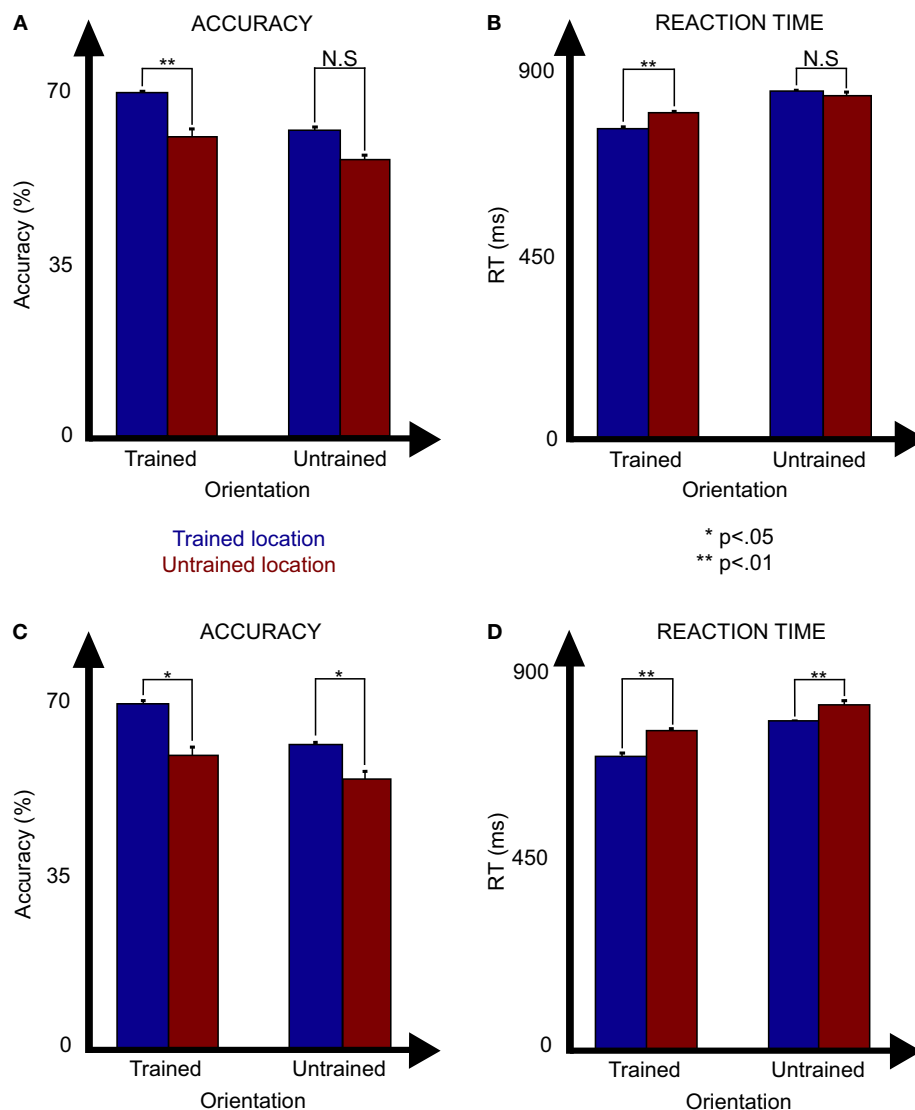 A
ACCURACY
**
N.S
70
35
0
Accuracy (%)
Trained
Untrained
Orientation
B
REACTION TIME
**
N.S
900
450
0
RT (ms)
Trained
Untrained
Orientation
Trained location
Untrained location
* p<.05
** p<.01
C
ACCURACY
*
*
70
35
0
Accuracy (%)
Trained
Untrained
Orientation
D
REACTION TIME
**
**
900
450
0
RT (ms)
Trained
Untrained
Orientation